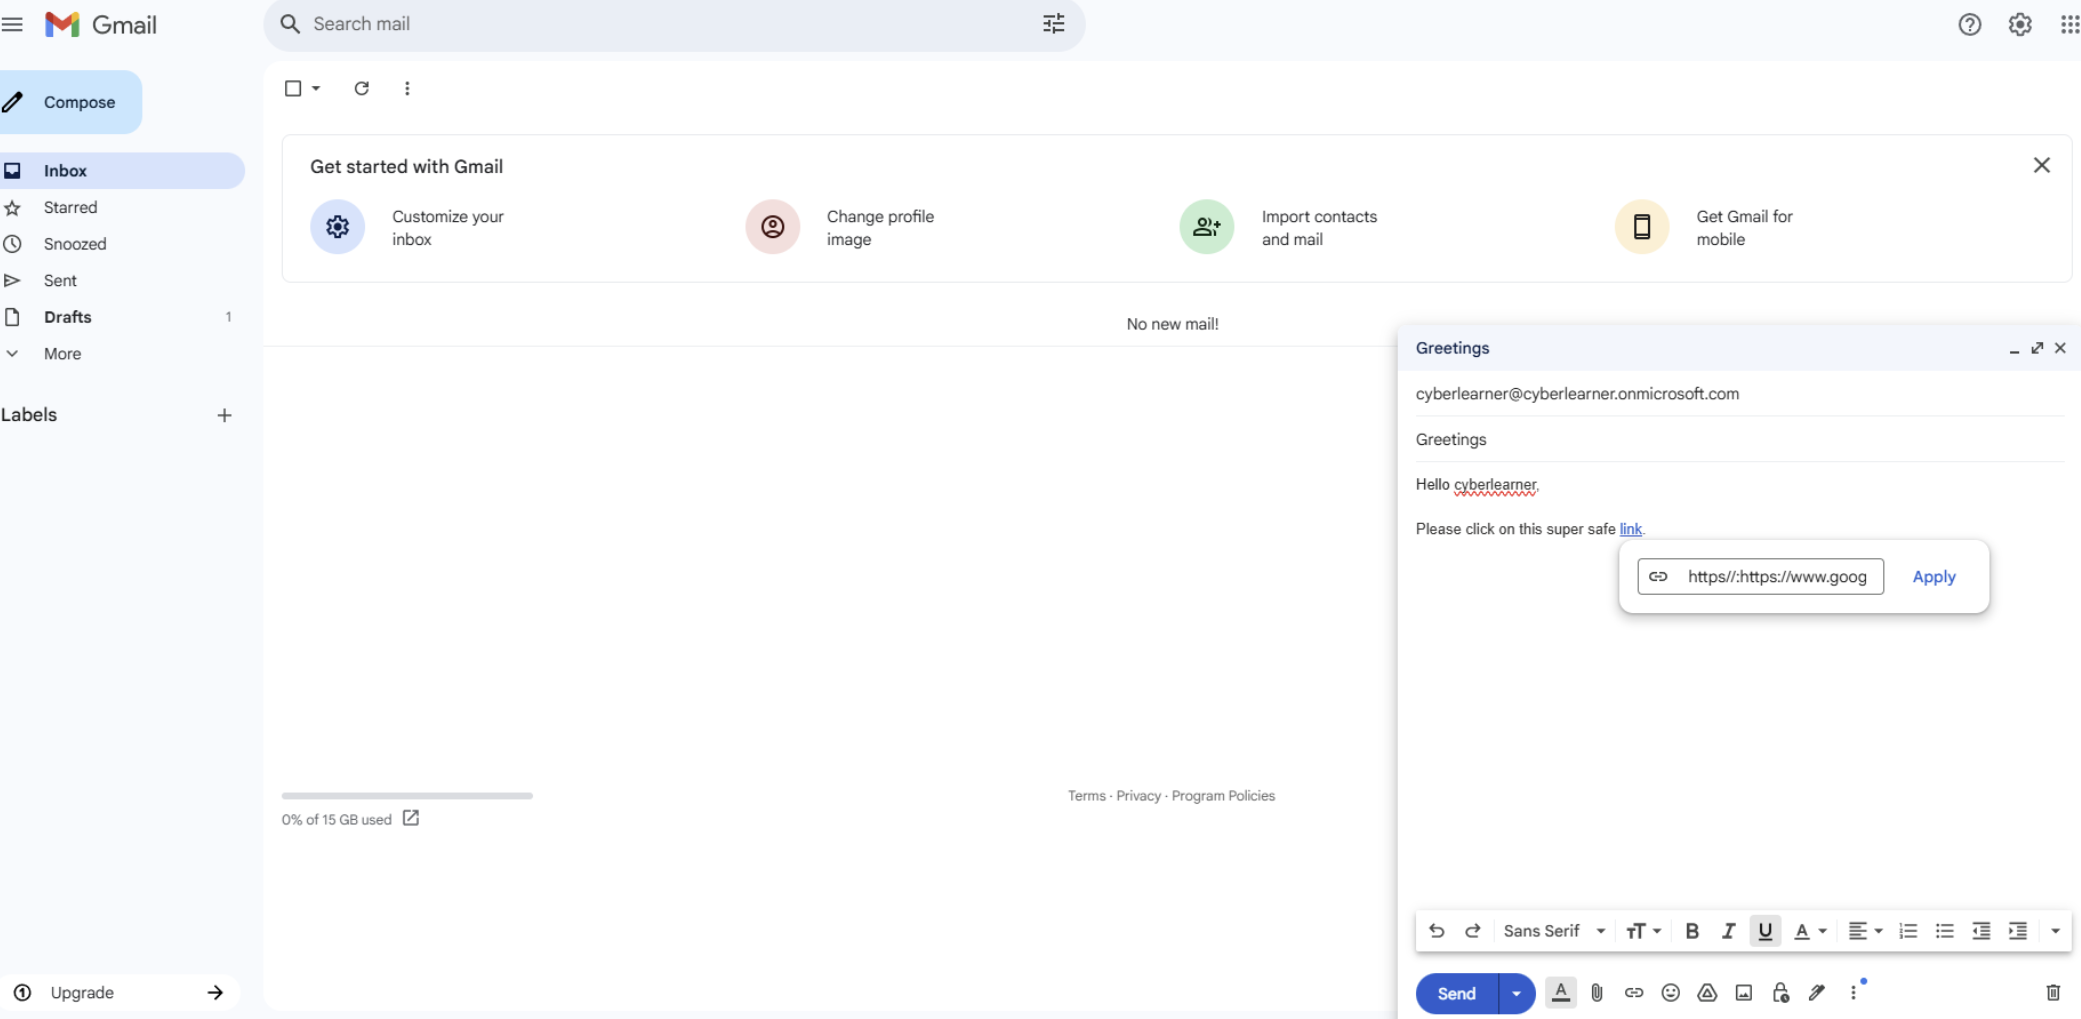 Gmail
Search mail
Compose
Inbox
Starred
Snoozed
Sent
Drafts 1
More
Labels
Get started with Gmail
Customize your
inbox
Change profile
image
Import contacts
and mail
Get Gmail for
mobile
No new mail!
Greetings
cyberlearner@cyberlearner.onmicrosoft.com
Greetings
Hello cyberlearner,
Please click on this super safe link.
https//:https://www.goog Apply
Terms · Privacy · Program Policies
0% of 15 GB used
Sans Serif
Send
Upgrade